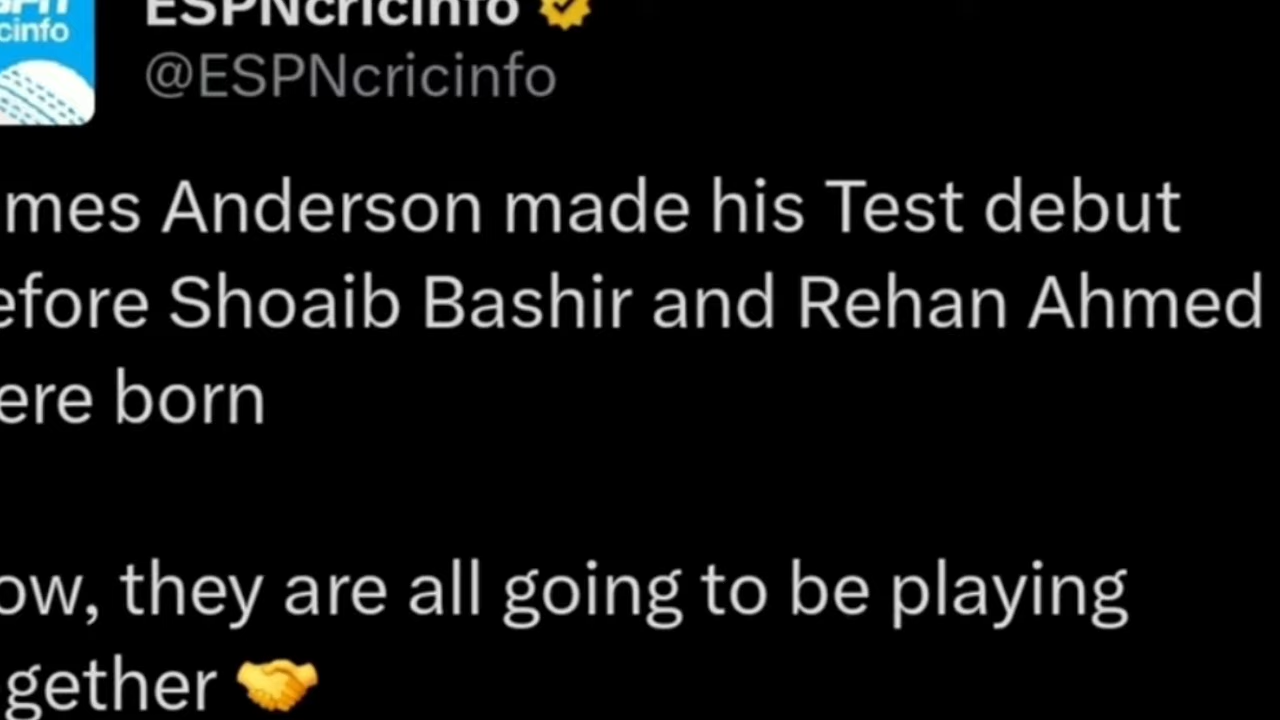 cinfo
ESPNcricinfo
@ESPNcricinfo
mes Anderson made his Test debut
efore Shoaib Bashir and Rehan Ahmed
ere born
ow, they are all going to be playing
gether 🤝